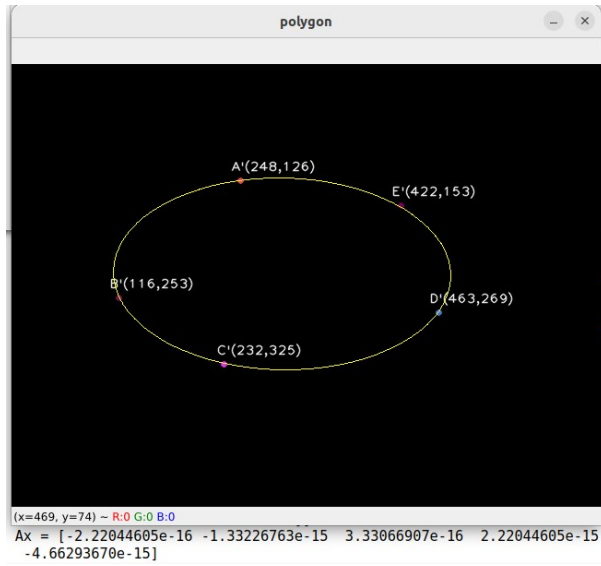 polygon
A'(248,126)
E'(422,153)
B'(116,253)
D'(463,269)
C'(232,325)
(x=469, y=74) ~ R:0 G:0 B:0
Ax = [-2.22044605e-16 -1.33226763e-15 3.33066907e-16 2.22044605e-15
-4.66293670e-15]